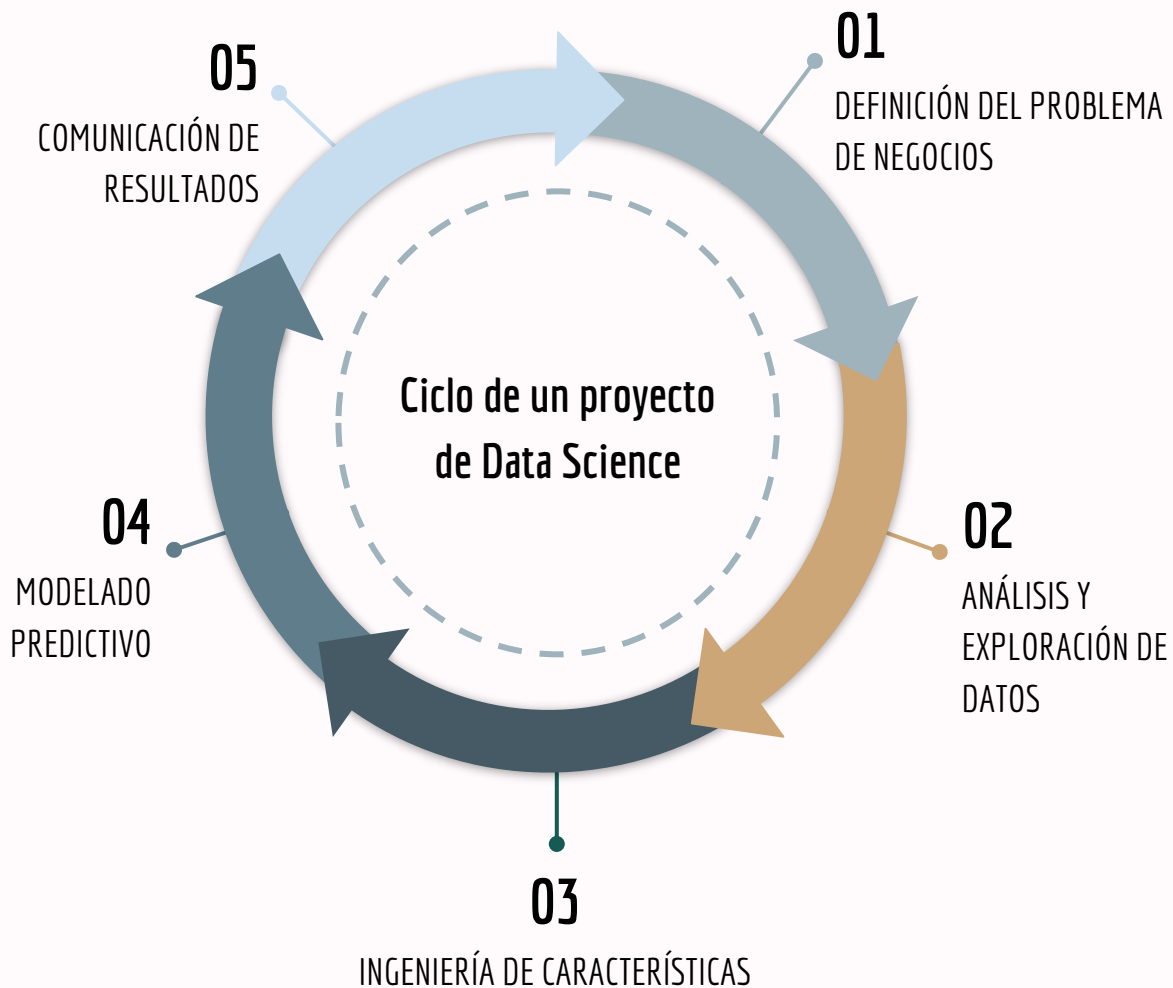 Ciclo de un proyecto
de Data Science
01
DEFINICIÓN DEL PROBLEMA
DE NEGOCIOS
02
ANÁLISIS Y
EXPLORACIÓN DE
DATOS
03
INGENIERÍA DE CARACTERÍSTICAS
04
MODELADO
PREDICTIVO
05
COMUNICACIÓN DE
RESULTADOS